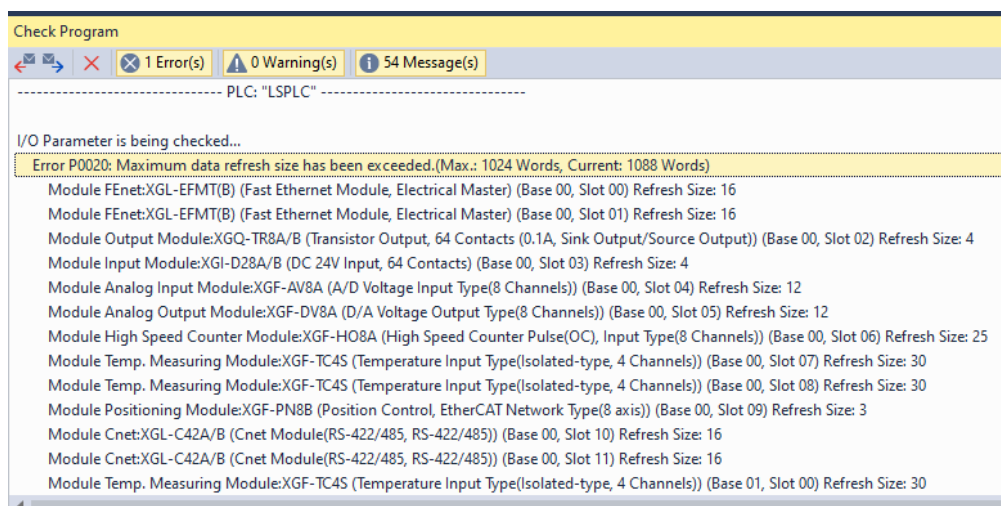 Check Program
1 Error(s) 0 Warning(s) 54 Message(s)
-------------------------------- PLC: "LSPLC" --------------------------------
I/O Parameter is being checked...
Error P0020: Maximum data refresh size has been exceeded.(Max.: 1024 Words, Current: 1088 Words)
Module FEnet:XGL-EFMT(B) (Fast Ethernet Module, Electrical Master) (Base 00, Slot 00) Refresh Size: 16
Module FEnet:XGL-EFMT(B) (Fast Ethernet Module, Electrical Master) (Base 00, Slot 01) Refresh Size: 16
Module Output Module:XGQ-TR8A/B (Transistor Output, 64 Contacts (0.1A, Sink Output/Source Output)) (Base 00, Slot 02) Refresh Size: 4
Module Input Module:XGI-D28A/B (DC 24V Input, 64 Contacts) (Base 00, Slot 03) Refresh Size: 4
Module Analog Input Module:XGF-AV8A (A/D Voltage Input Type(8 Channels)) (Base 00, Slot 04) Refresh Size: 12
Module Analog Output Module:XGF-DV8A (D/A Voltage Output Type(8 Channels)) (Base 00, Slot 05) Refresh Size: 12
Module High Speed Counter Module:XGF-HO8A (High Speed Counter Pulse(OC), Input Type(8 Channels)) (Base 00, Slot 06) Refresh Size: 25
Module Temp. Measuring Module:XGF-TC4S (Temperature Input Type(Isolated-type, 4 Channels)) (Base 00, Slot 07) Refresh Size: 30
Module Temp. Measuring Module:XGF-TC4S (Temperature Input Type(Isolated-type, 4 Channels)) (Base 00, Slot 08) Refresh Size: 30
Module Positioning Module:XGF-PN8B (Position Control, EtherCAT Network Type(8 axis)) (Base 00, Slot 09) Refresh Size: 3
Module Cnet:XGL-C42A/B (Cnet Module(RS-422/485, RS-422/485)) (Base 00, Slot 10) Refresh Size: 16
Module Cnet:XGL-C42A/B (Cnet Module(RS-422/485, RS-422/485)) (Base 00, Slot 11) Refresh Size: 16
Module Temp. Measuring Module:XGF-TC4S (Temperature Input Type(Isolated-type, 4 Channels)) (Base 01, Slot 00) Refresh Size: 30